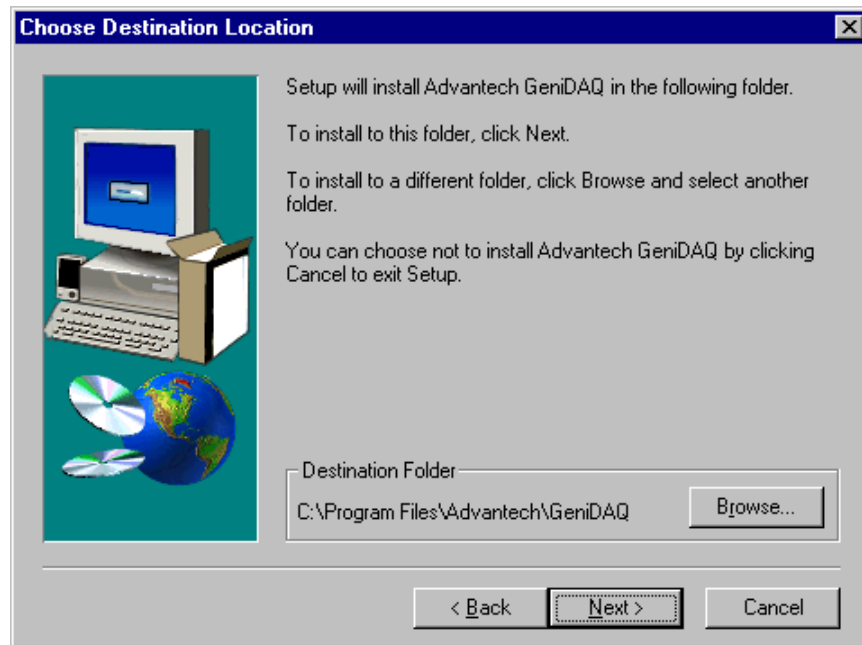 Choose Destination Location
Setup will install Advantech GeniDAQ in the following folder.
To install to this folder, click Next.
To install to a different folder, click Browse and select another
folder.
You can choose not to install Advantech GeniDAQ by clicking
Cancel to exit Setup.
Destination Folder
C:\Program Files\Advantech\GeniDAQ
Browse...
< Back
Next >
Cancel